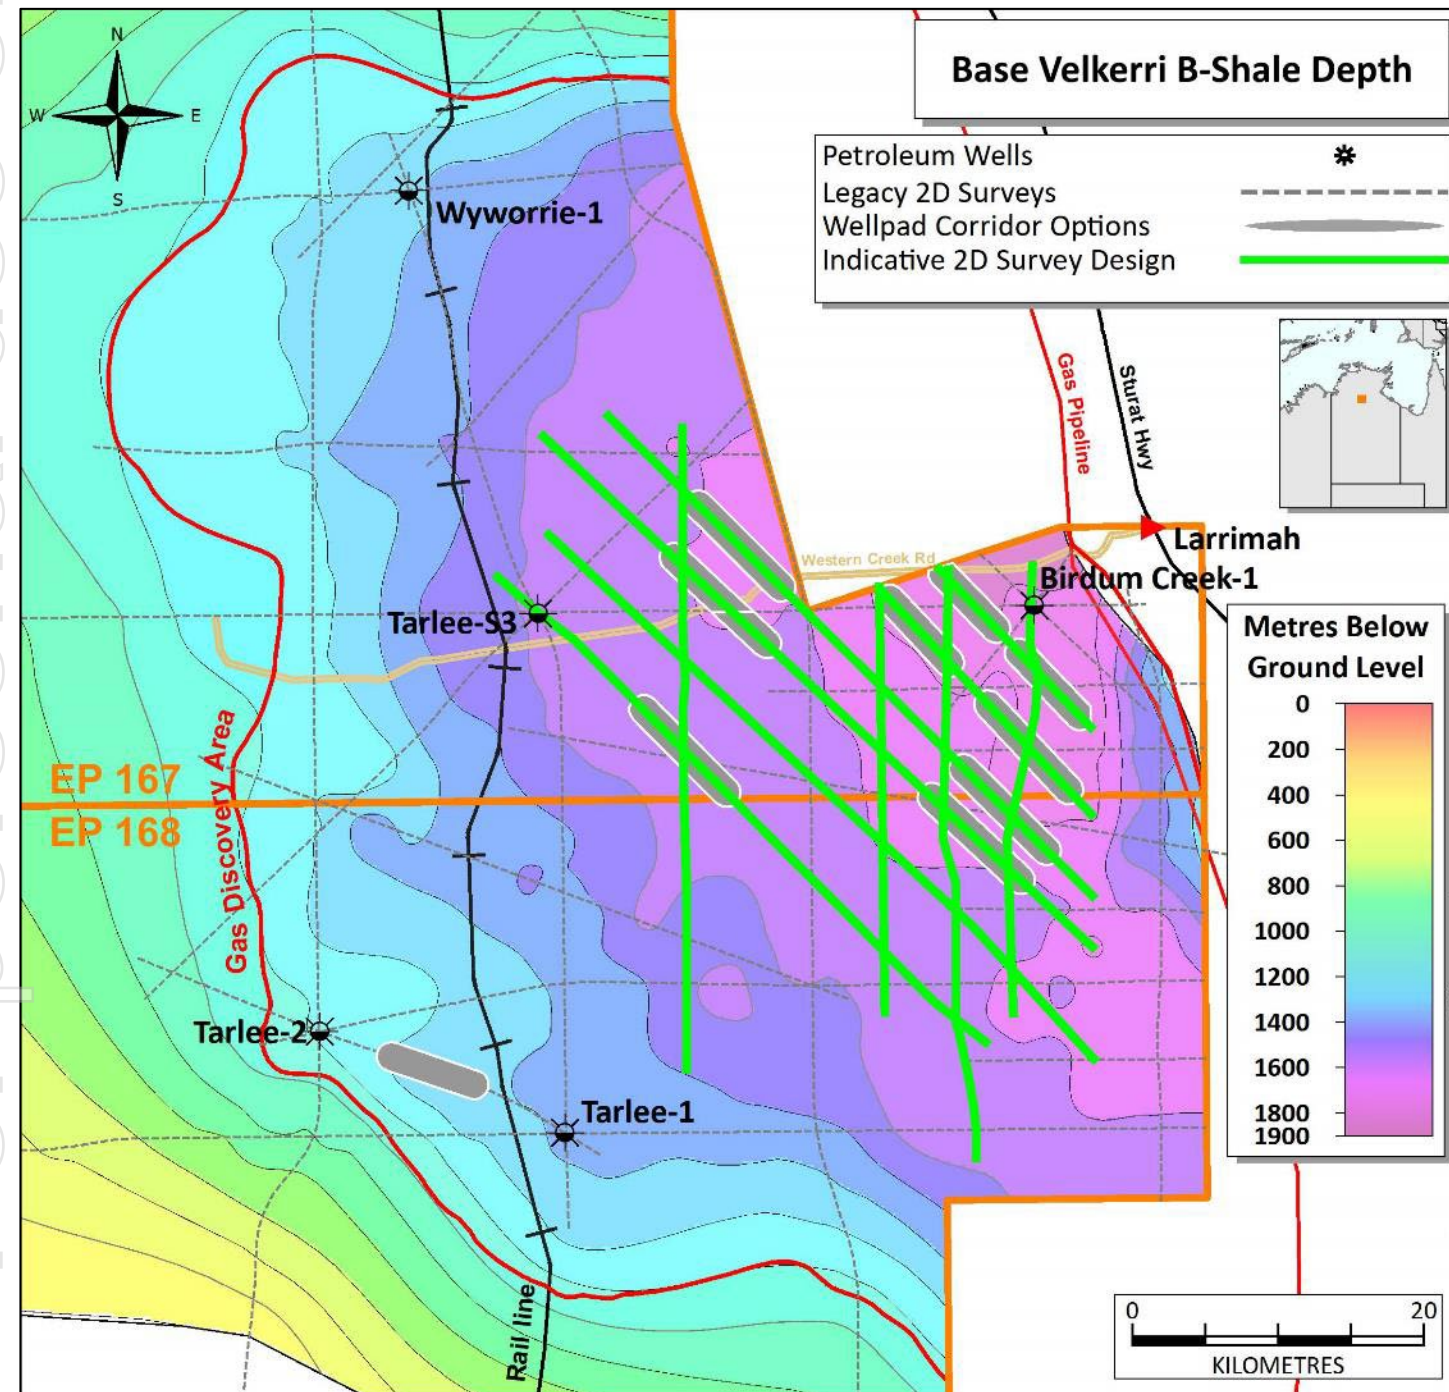 Base Velkerri B-Shale Depth
N
W
E
S
Petroleum Wells
Legacy 2D Surveys
Wellpad Corridor Options
Indicative 2D Survey Design
Wyworrie-1
Gas Pipeline
Sturat Hwy
Larrimah
Western Creek Rd
Birdum Creek-1
Tarlee-S3
Metres Below
Ground Level
0
200
400
600
800
1000
1200
1400
1600
1800
1900
EP 167
EP 168
Gas Discovery Area
Tarlee-2
Tarlee-1
Rail line
0
20
KILOMETRES